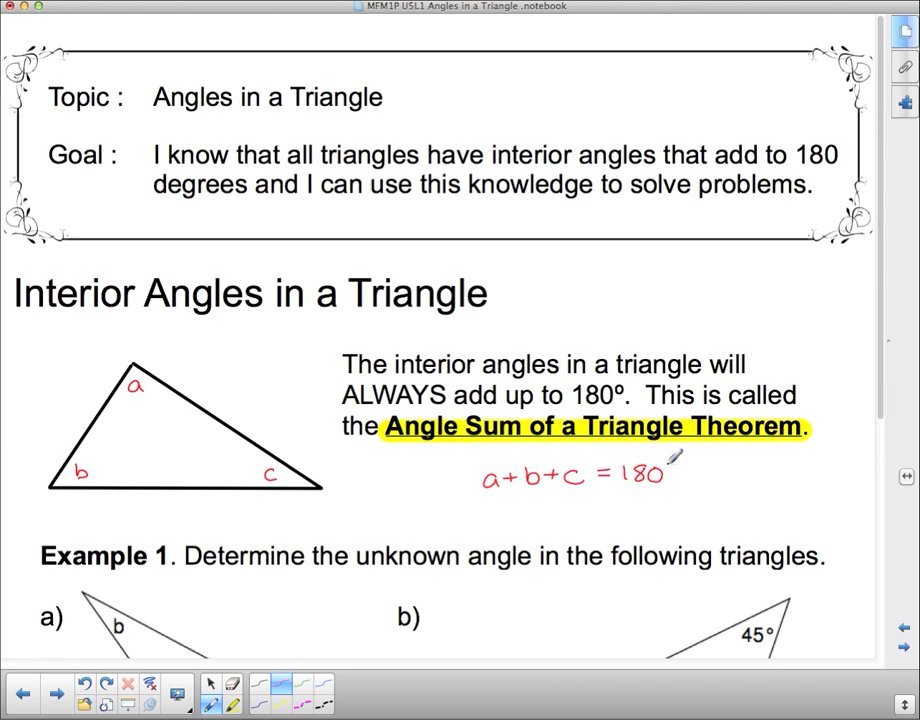 MFM1P U5L1 Angles in a Triangle .notebook
Topic : Angles in a Triangle
Goal : I know that all triangles have interior angles that add to 180
degrees and I can use this knowledge to solve problems.
Interior Angles in a Triangle
a
b
c
The interior angles in a triangle will
ALWAYS add up to 180º. This is called
the Angle Sum of a Triangle Theorem.
a+b+c = 180
Example 1. Determine the unknown angle in the following triangles.
a)
b
b)
45°